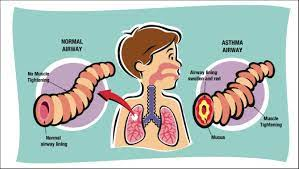 NORMAL
AIRWAY
No Muscle
Tightening
Normal
airway lining
ASTHMA
AIRWAY
Airway lining
swollen and red
Muscle
Tightening
Mucus